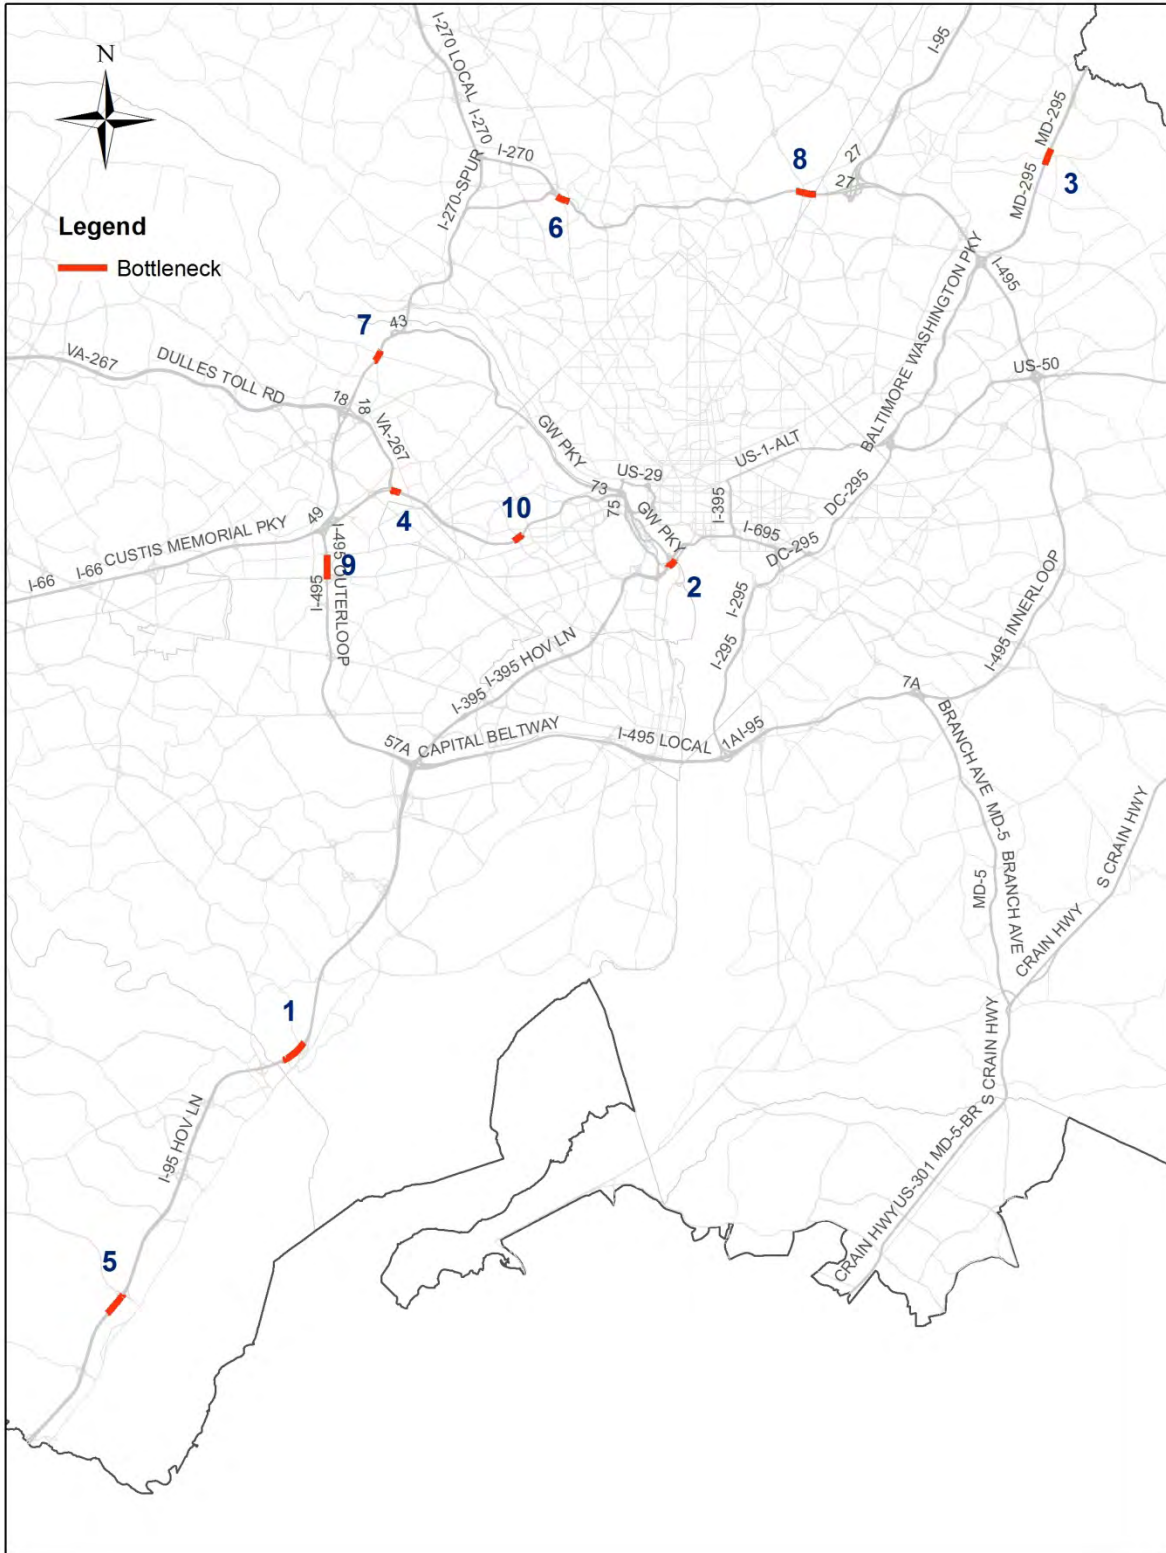 N
Legend
Bottleneck
I-270 LOCAL
I-270
I-270
I-270-SPUR
I-95
MD-295
MD-295
3
27
27
8
6
7
43
VA-267
DULLES TOLL RD
18
18
VA-267
GW PKY
BALTIMORE WASHINGTON PKY
I-495
US-50
US-1-ALT
US-29
73
75
GW PKY
I-395
I-695
DC-295
DC-295
10
4
49
CUSTIS MEMORIAL PKY
I-66
I-66
9
I-495 OUTERLOOP
I-495
2
I-295
I-295
I-495 INNERLOOP
I-395 HOV LN
I-395
7A
57A
CAPITAL BELTWAY
I-495 LOCAL
1AI-95
BRANCH AVE
MD-5
BRANCH AVE
MD-5
S CRAIN HWY
CRAIN HWY
1
S CRAIN HWY
I-95 HOV LN
MD-5-BR
US-301
CRAIN HWY
5